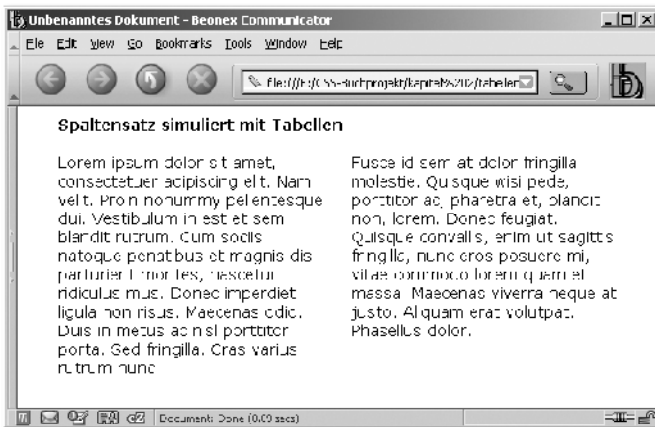 Unbenanntes Dokument - Beonex Communicator
File Edit View Go Bookmarks Tools Window Help
file:///E:/CSS-Buchprojekt/kapitel%202/tabellen
Spaltensatz simuliert mit Tabellen
Lorem ipsum dolor sit amet,
consectetuer adipiscing elit. Nam
velit. Proin nonummy pellentesque
dui. Vestibulum in est et sem
blandit rutrum. Cum sociis
natoque penatibus et magnis dis
parturient montes, nascetur
ridiculus mus. Donec imperdiet
ligula non risus. Maecenas odio.
Duis in metus ac nisl porttitor
porta. Sed fringilla. Cras varius
rutrum nunc
Fusce id sem at dolor fringilla
molestie. Quisque wisi pede,
porttitor ac, pharetra et, blandit
non, lorem. Donec feugiat.
Quisque convallis, enim ut sagittis
fringilla, nunc eros posuere mi,
vitae commodo lorem quam et
massa. Maecenas viverra neque at
justo. Aliquam erat volutpat.
Phasellus dolor.
Document: Done (0.09 secs)